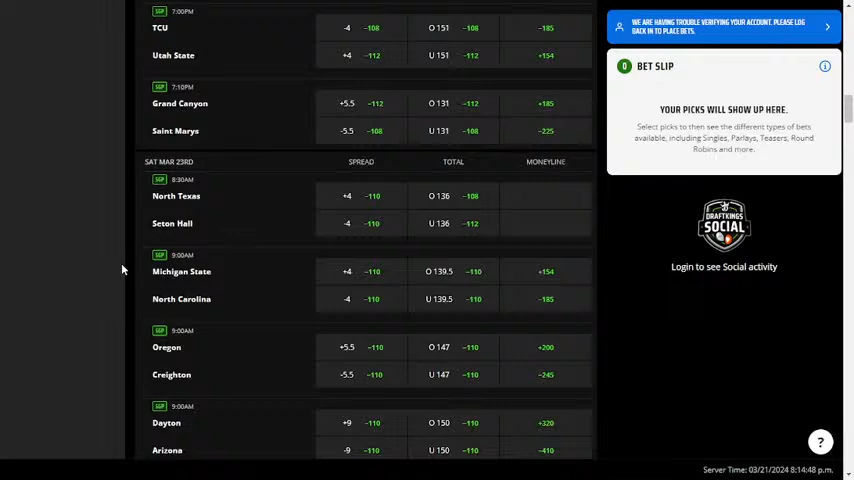 SGP 7:00PM
TCU -4 -108 O 151 -108 -185
Utah State +4 -112 U 151 -112 +154
SGP 7:10PM
Grand Canyon +5.5 -112 O 131 -112 +185
Saint Marys -5.5 -108 U 131 -108 -225
SAT MAR 23RD SPREAD TOTAL MONEYLINE
SGP 8:30AM
North Texas +4 -110 O 136 -108
Seton Hall -4 -110 U 136 -112
SGP 9:00AM
Michigan State +4 -110 O 139.5 -110 +154
North Carolina -4 -110 U 139.5 -110 -185
SGP 9:00AM
Oregon +5.5 -110 O 147 -110 +200
Creighton -5.5 -110 U 147 -110 -245
SGP 9:00AM
Dayton +9 -110 O 150 -110 +320
Arizona -9 -110 U 150 -110 -410
WE ARE HAVING TROUBLE VERIFYING YOUR ACCOUNT. PLEASE LOG
BACK IN TO PLACE BETS.
0 BET SLIP
YOUR PICKS WILL SHOW UP HERE.
Select picks to then see the different types of bets
available, including Singles, Parlays, Teasers, Round
Robins and more.
DRAFTKINGS
SOCIAL
Login to see Social activity
?
Server Time: 03/21/2024 8:14:48 p.m.